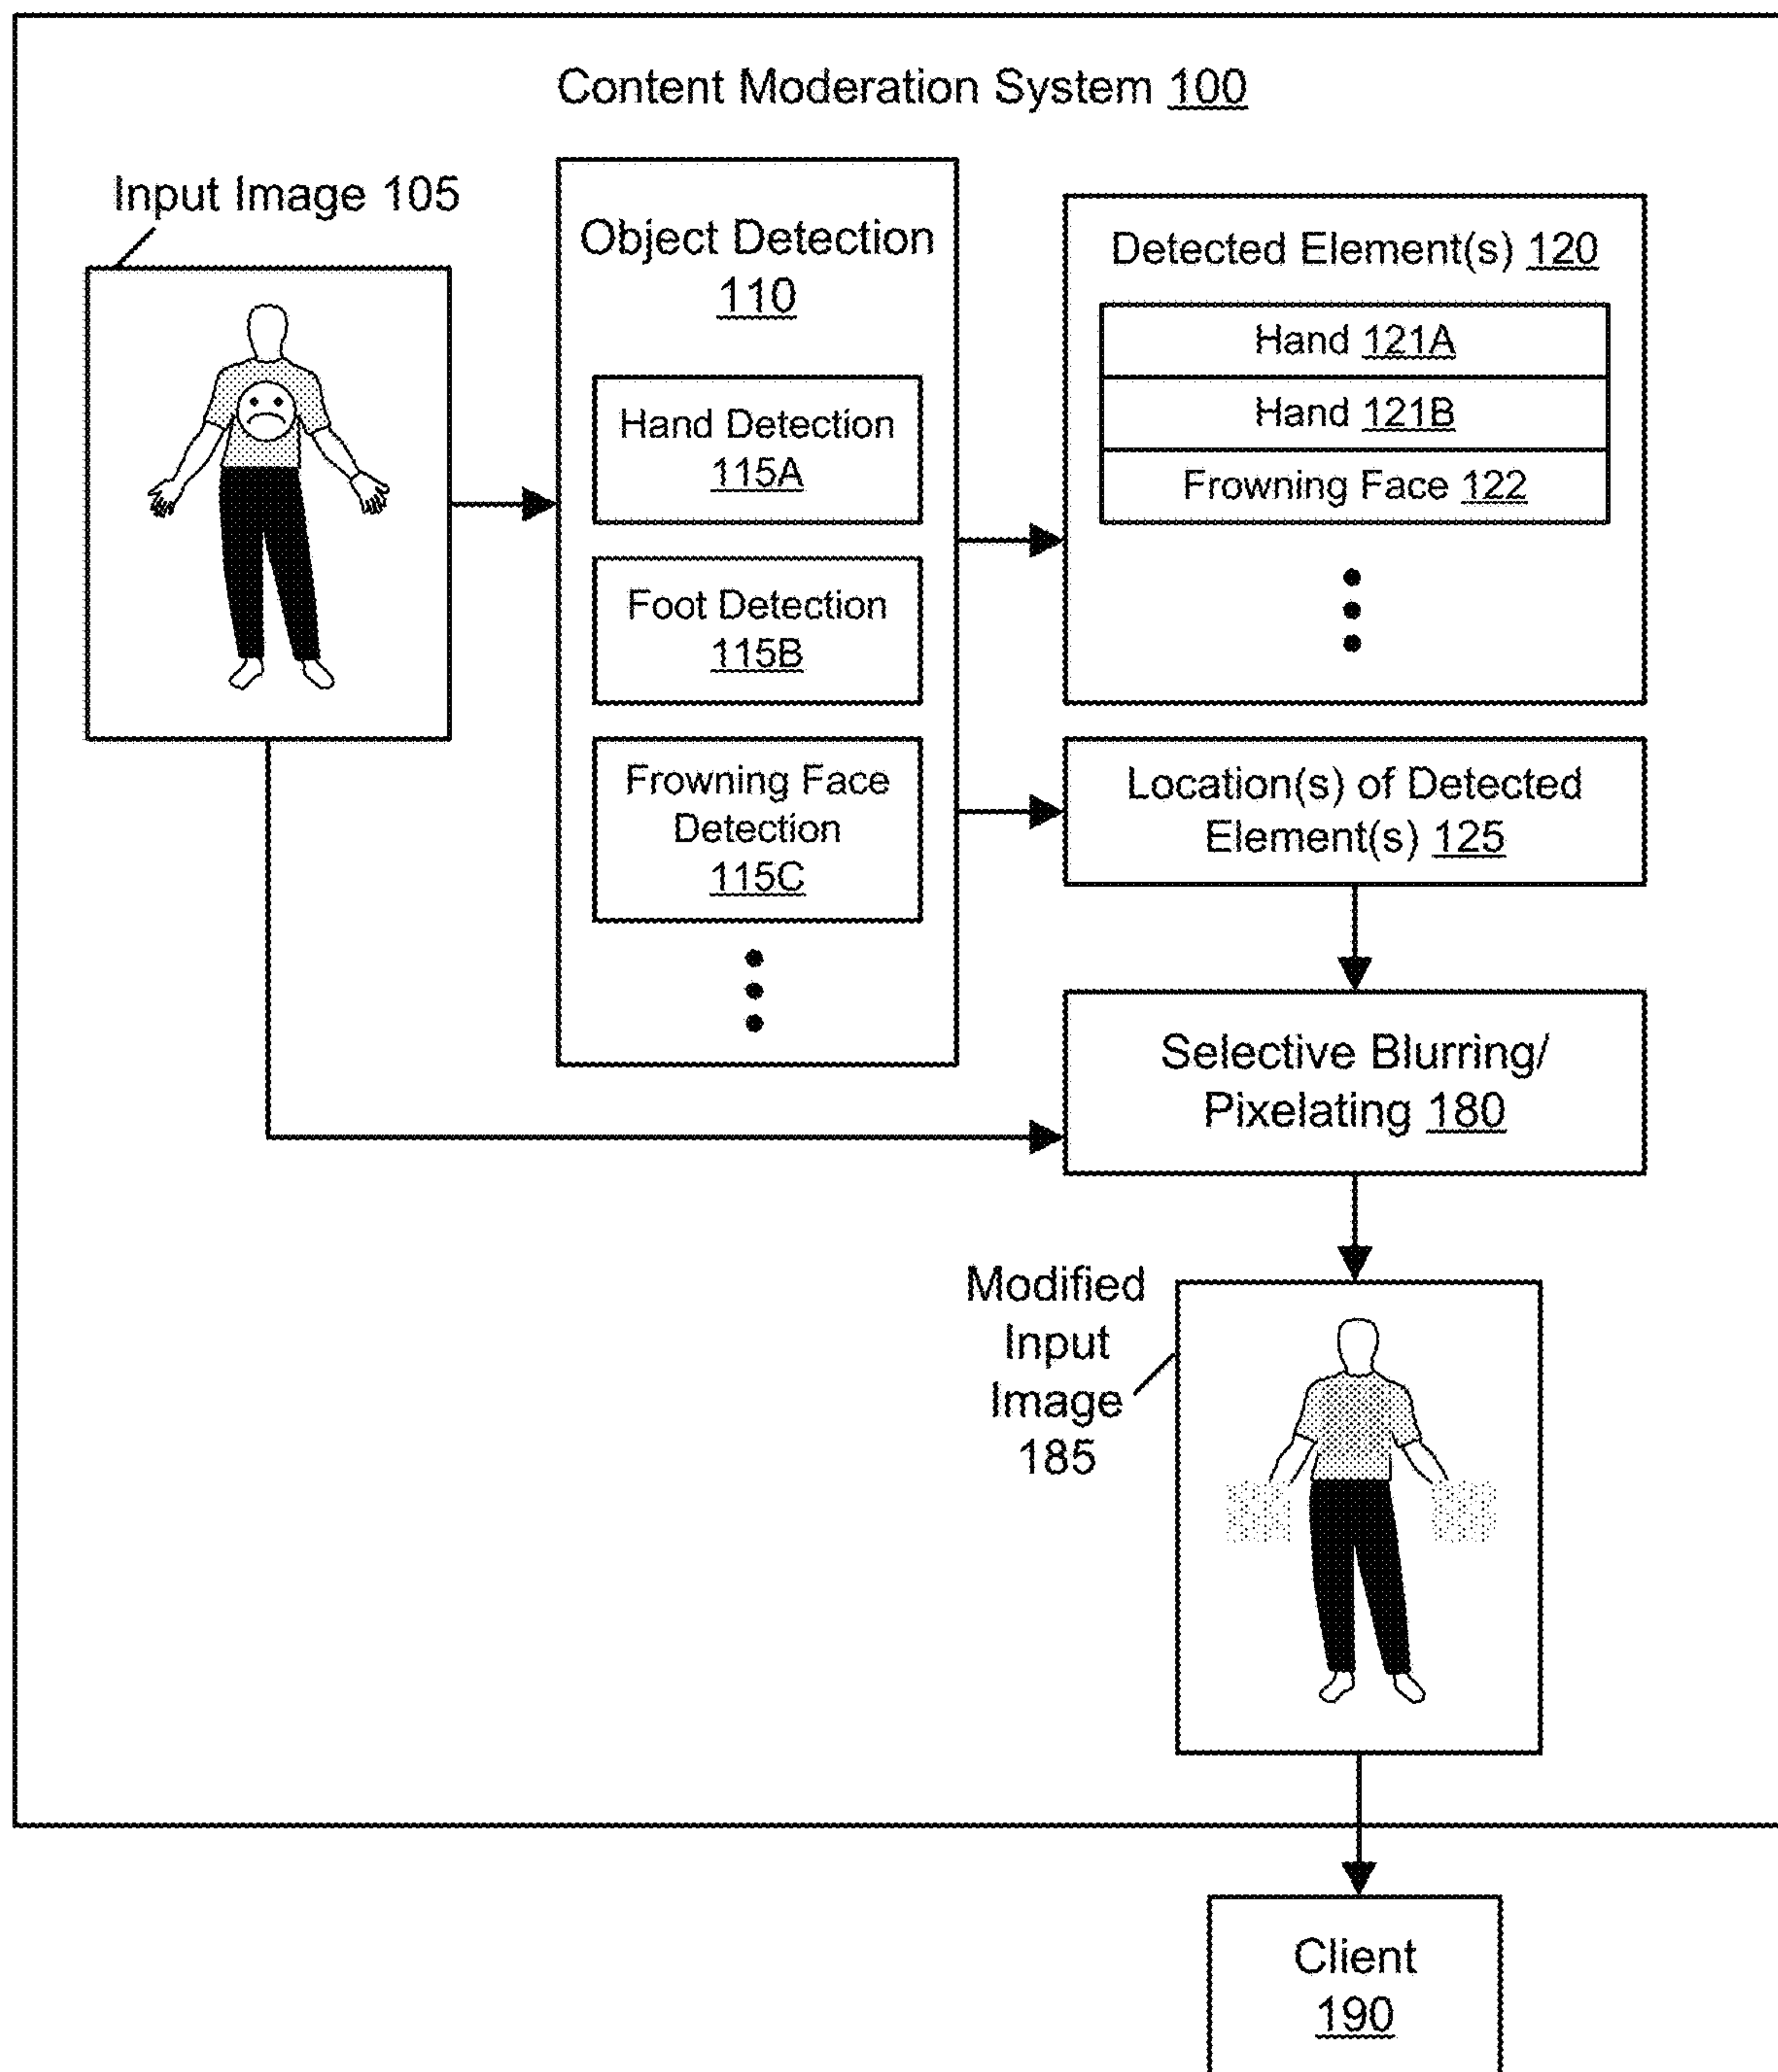 Content Moderation System 100
Input Image 105
Object Detection
110
Hand Detection
115A
Foot Detection
115B
Frowning Face
Detection
115C
Detected Element(s) 120
Hand 121A
Hand 121B
Frowning Face 122
Location(s) of Detected
Element(s) 125
Selective Blurring/
Pixelating 180
Modified
Input
Image
185
Client
190